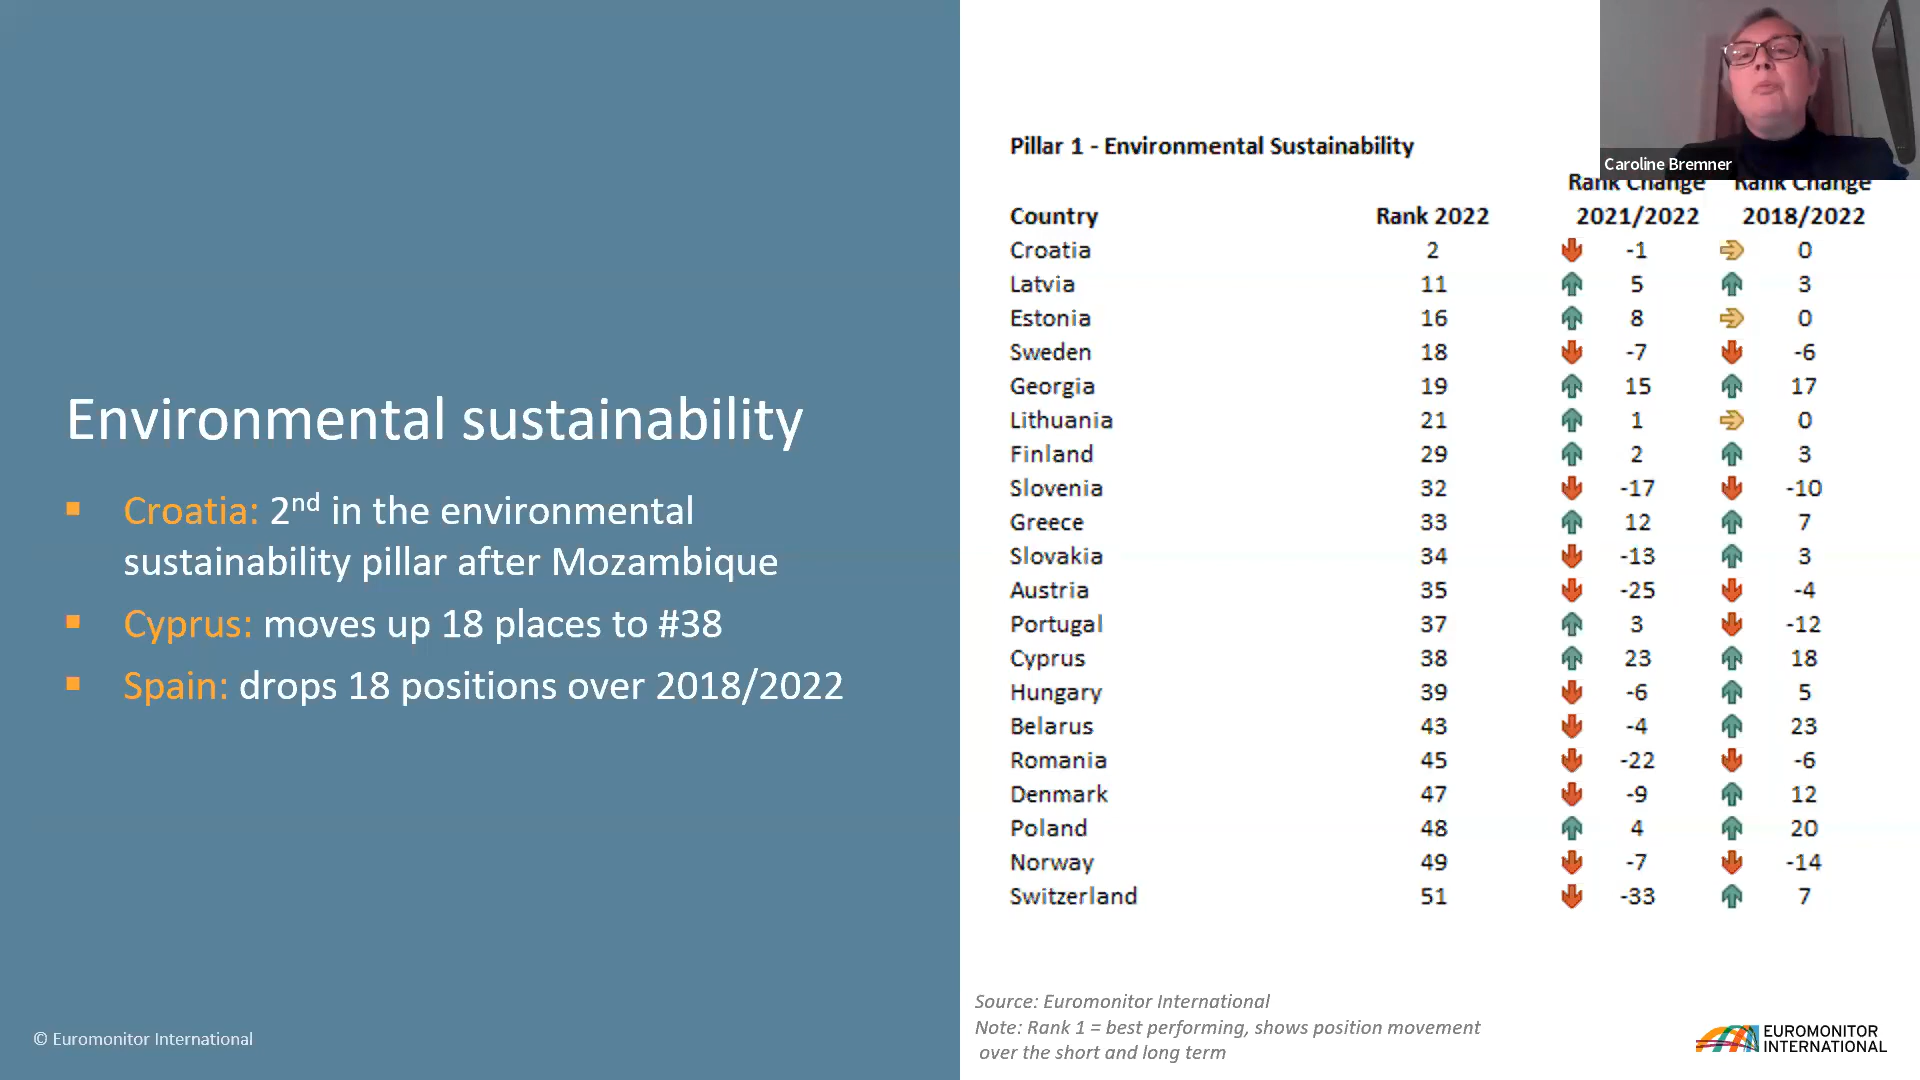 Environmental sustainability
▪ Croatia: 2nd in the environmental
sustainability pillar after Mozambique
▪ Cyprus: moves up 18 places to #38
▪ Spain: drops 18 positions over 2018/2022
© Euromonitor International
Caroline Bremner
Pillar 1 - Environmental Sustainability
Rank Change Rank Change
Country Rank 2022 2021/2022 2018/2022
Croatia 2 -1 0
Latvia 11 5 3
Estonia 16 8 0
Sweden 18 -7 -6
Georgia 19 15 17
Lithuania 21 1 0
Finland 29 2 3
Slovenia 32 -17 -10
Greece 33 12 7
Slovakia 34 -13 3
Austria 35 -25 -4
Portugal 37 3 -12
Cyprus 38 23 18
Hungary 39 -6 5
Belarus 43 -4 23
Romania 45 -22 -6
Denmark 47 -9 12
Poland 48 4 20
Norway 49 -7 -14
Switzerland 51 -33 7
Source: Euromonitor International
Note: Rank 1 = best performing, shows position movement
over the short and long term
EUROMONITOR
INTERNATIONAL